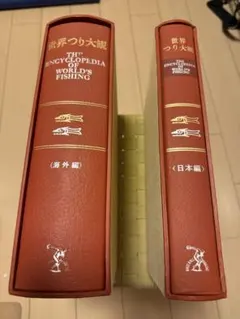 世界つり大観
THE
ENCYCLOPEDIA
OF
WORLD'S
FISHING
〈海外編〉
世界
つり大観
THE
ENCYCLOPEDIA
OF
WORLD'S
FISHING
〈日本編〉